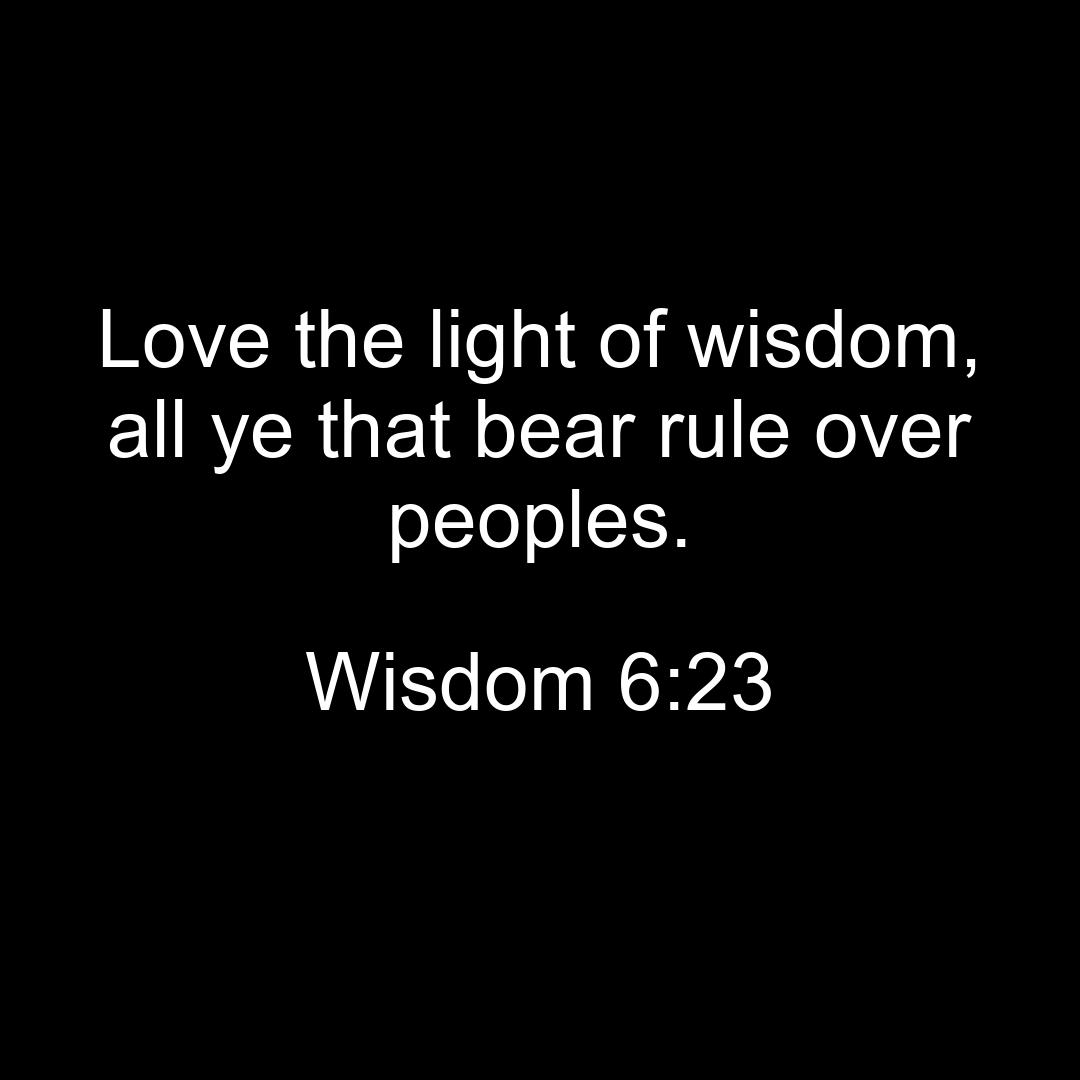 Love the light of wisdom,
all ye that bear rule over
peoples.
Wisdom 6:23